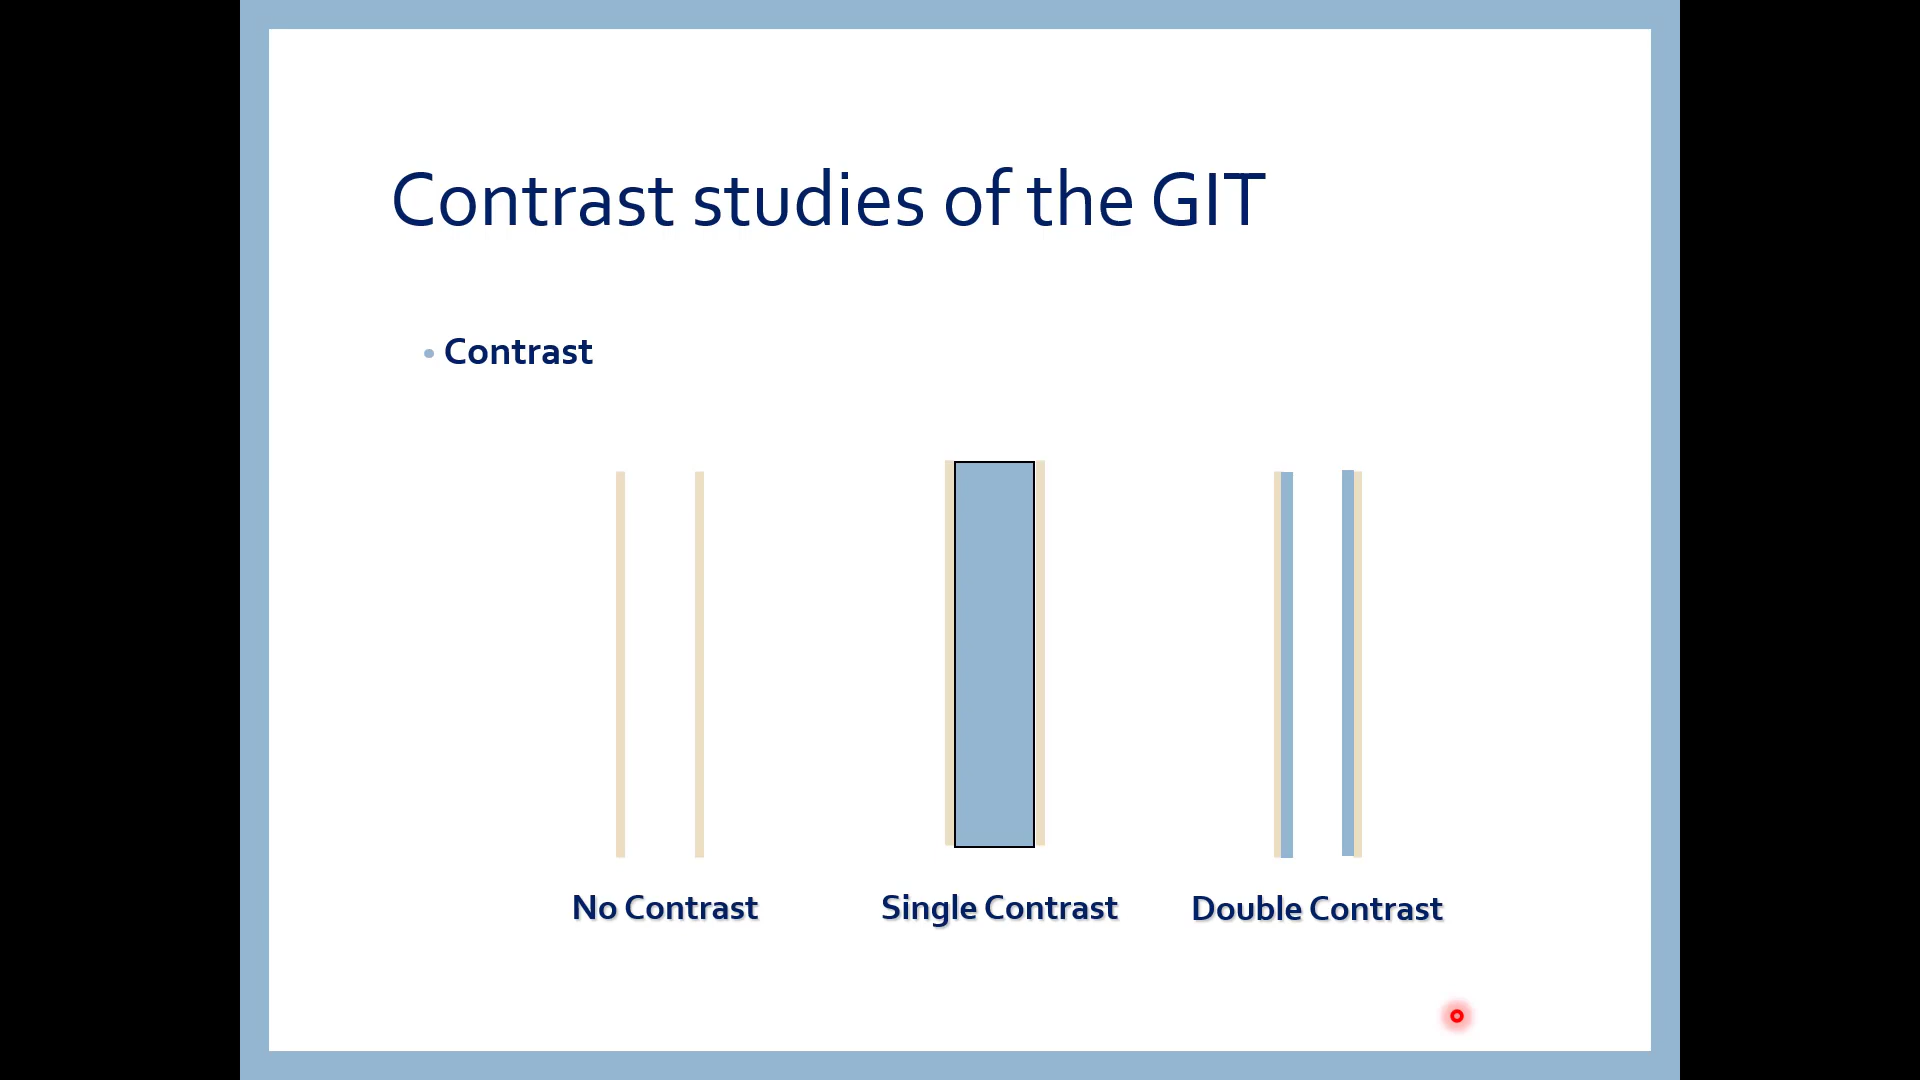 Contrast studies of the GIT
• Contrast
No Contrast
Single Contrast
Double Contrast